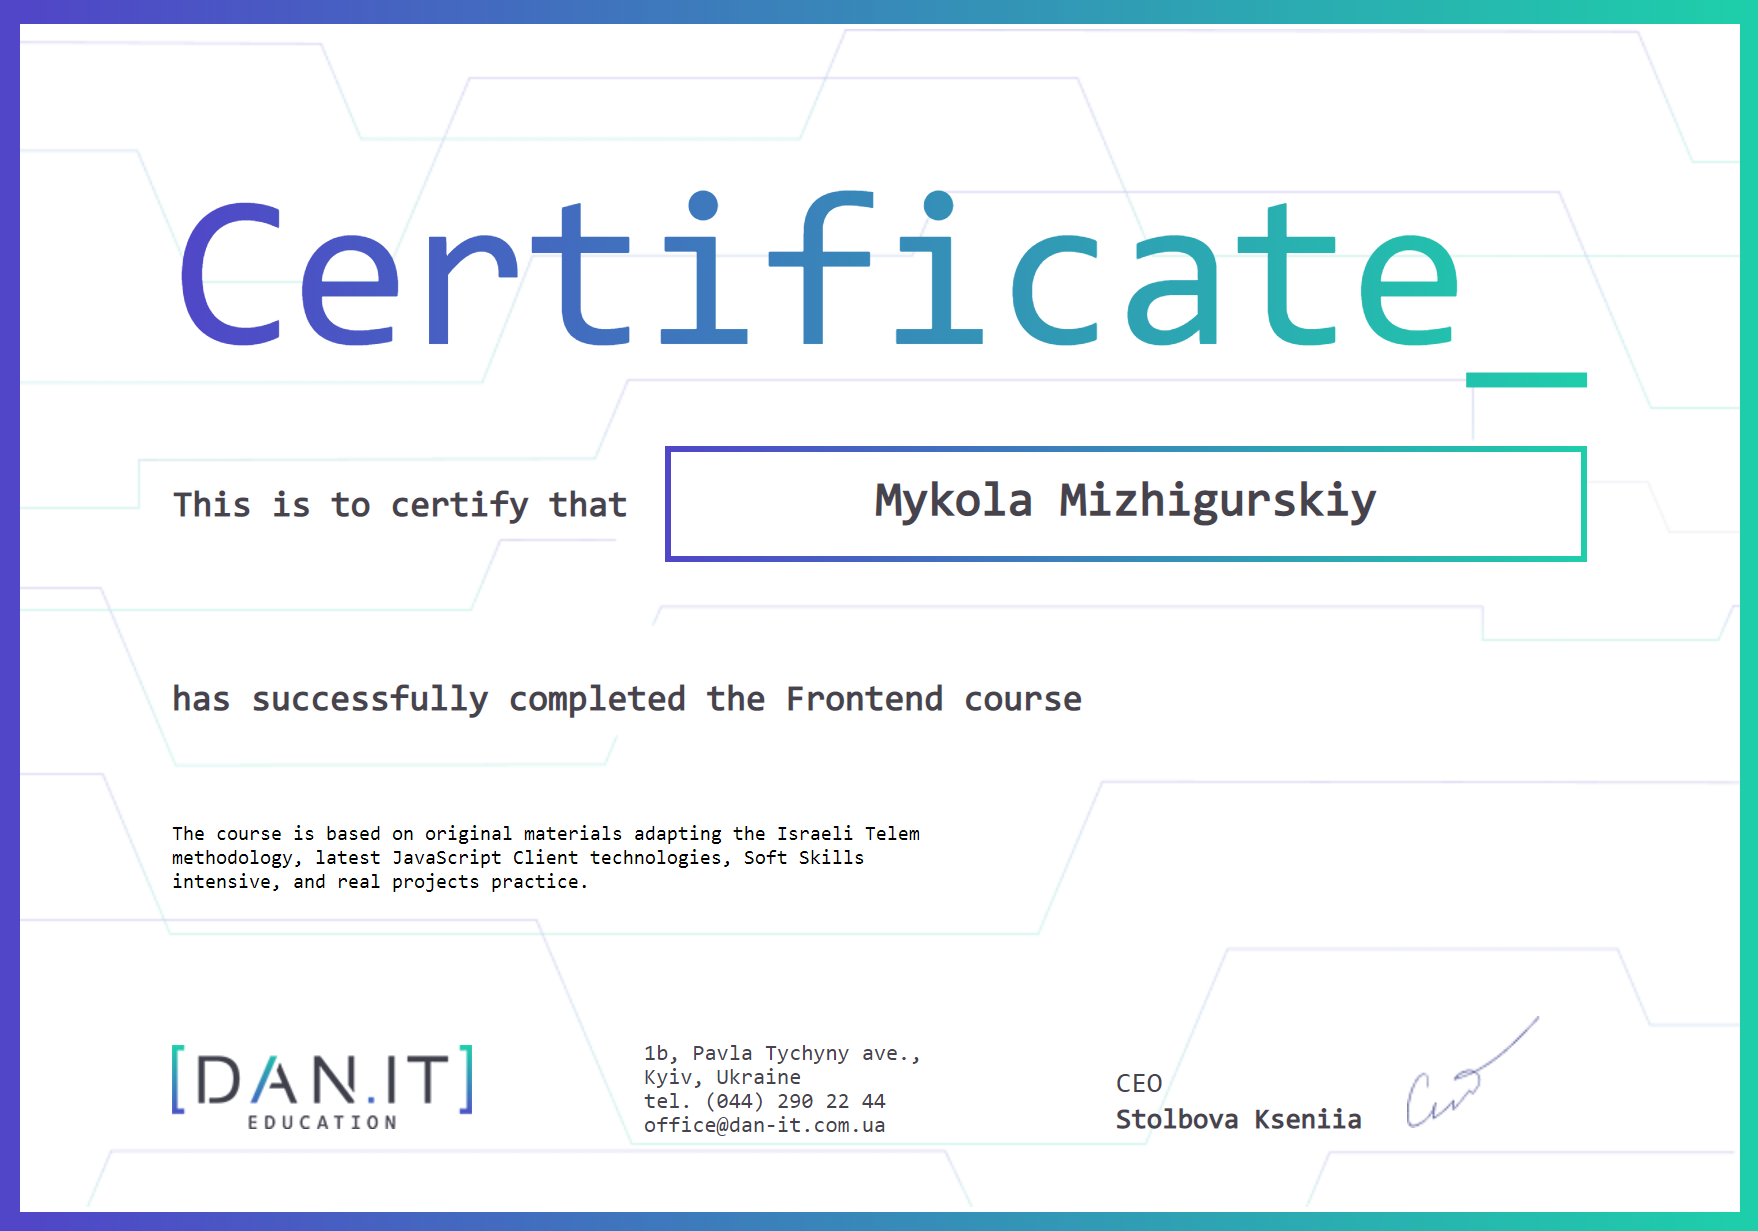 Certificate_
This is to certify that
Mykola Mizhigurskiy
has successfully completed the Frontend course
The course is based on original materials adapting the Israeli Telem
methodology, latest JavaScript Client technologies, Soft Skills
intensive, and real projects practice.
[DAN.IT]
EDUCATION
1b, Pavla Tychyny ave.,
Kyiv, Ukraine
tel. (044) 290 22 44
office@dan-it.com.ua
CEO
Stolbova Kseniia